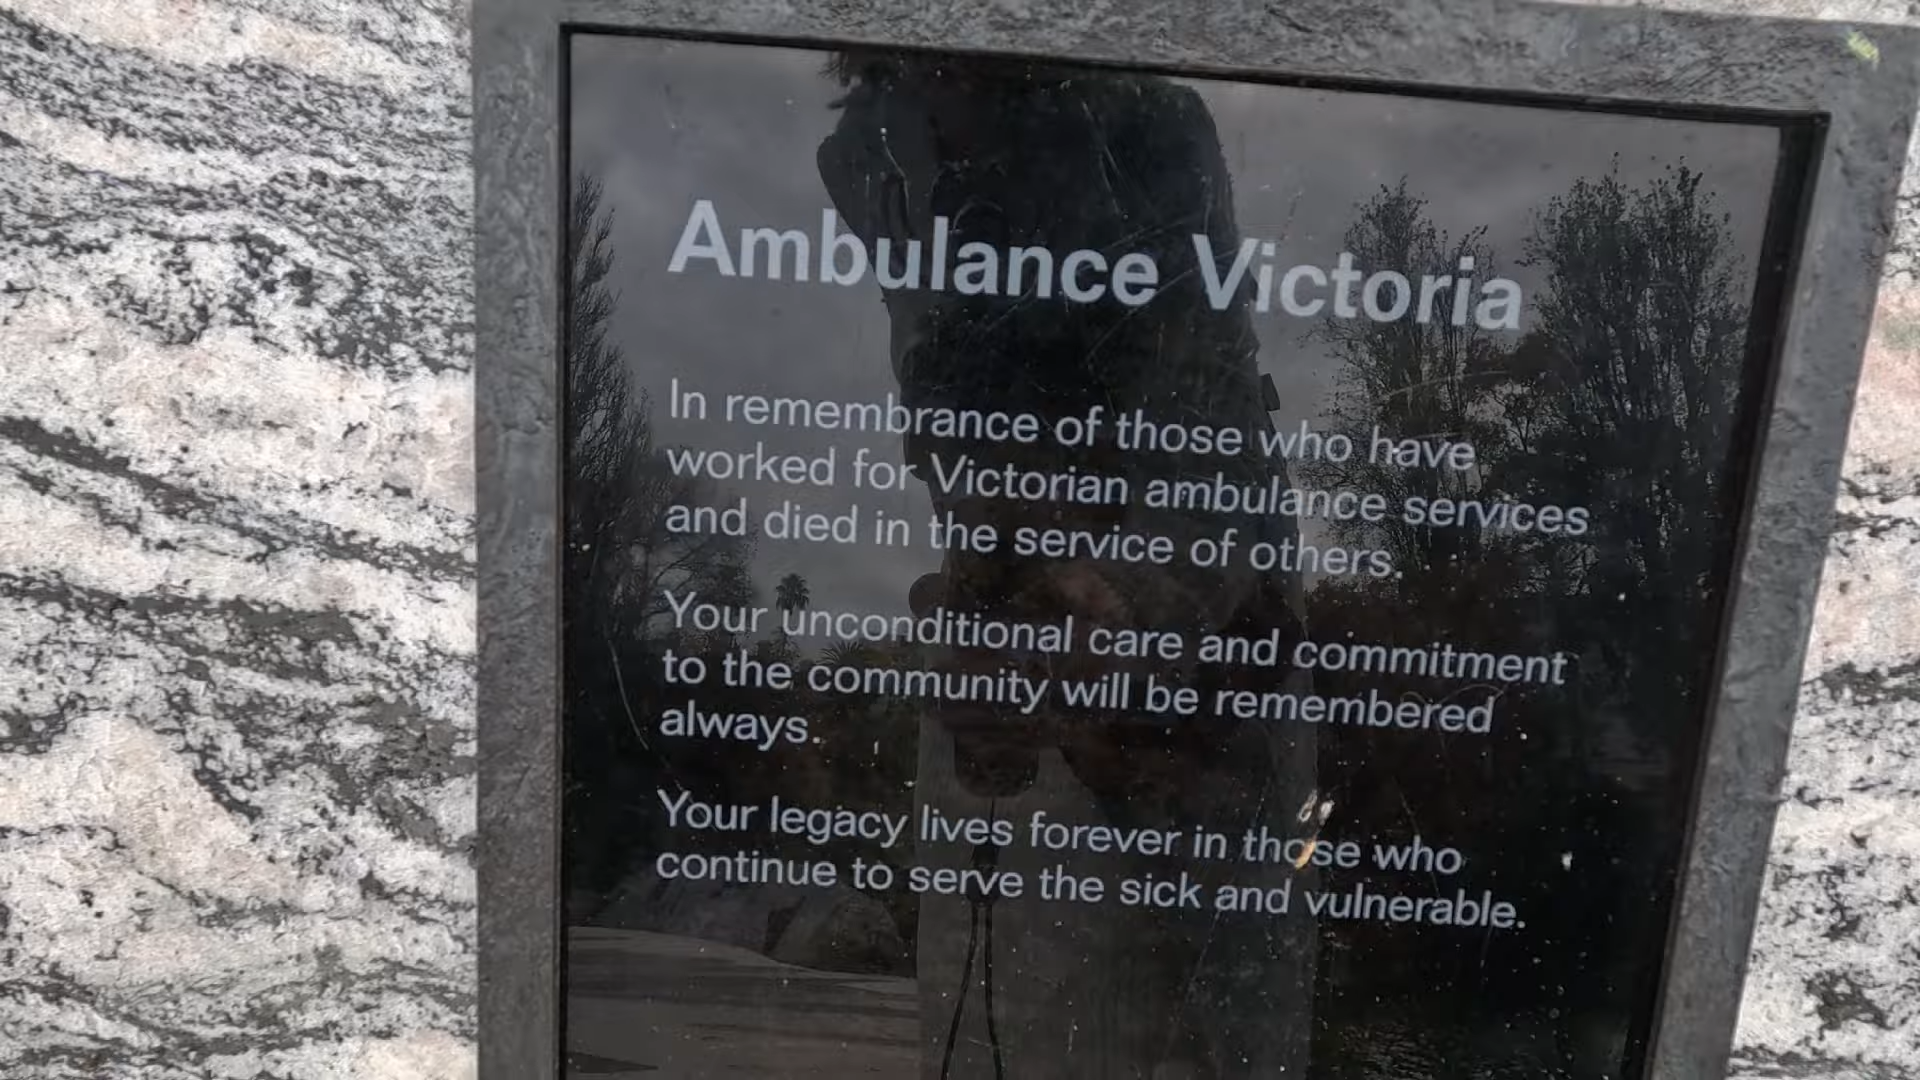 Ambulance Victoria
In remembrance of those who have
worked for Victorian ambulance services
and died in the service of others.
Your unconditional care and commitment
to the community will be remembered
always.
Your legacy lives forever in those who
continue to serve the sick and vulnerable.